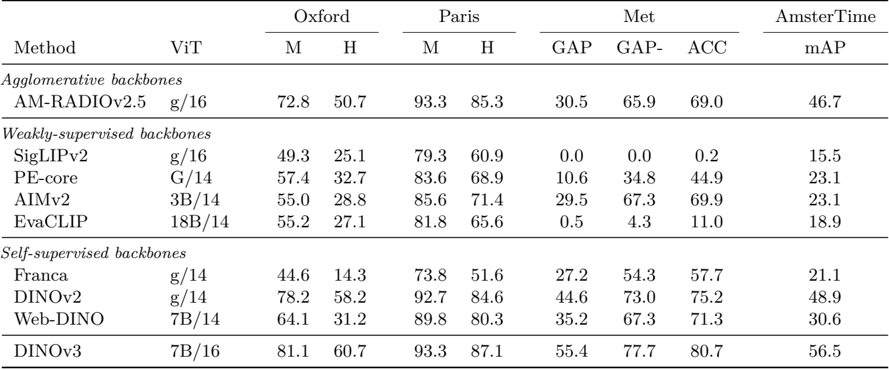 Oxford Paris Met AmsterTime
Method ViT M H M H GAP GAP- ACC mAP
Agglomerative backbones
AM-RADIOv2.5 g/16 72.8 50.7 93.3 85.3 30.5 65.9 69.0 46.7
Weakly-supervised backbones
SigLIPv2 g/16 49.3 25.1 79.3 60.9 0.0 0.0 0.2 15.5
PE-core G/14 57.4 32.7 83.6 68.9 10.6 34.8 44.9 23.1
AIMv2 3B/14 55.0 28.8 85.6 71.4 29.5 67.3 69.9 23.1
EvaCLIP 18B/14 55.2 27.1 81.8 65.6 0.5 4.3 11.0 18.9
Self-supervised backbones
Franca g/14 44.6 14.3 73.8 51.6 27.2 54.3 57.7 21.1
DINOv2 g/14 78.2 58.2 92.7 84.6 44.6 73.0 75.2 48.9
Web-DINO 7B/14 64.1 31.2 89.8 80.3 35.2 67.3 71.3 30.6
DINOv3 7B/16 81.1 60.7 93.3 87.1 55.4 77.7 80.7 56.5